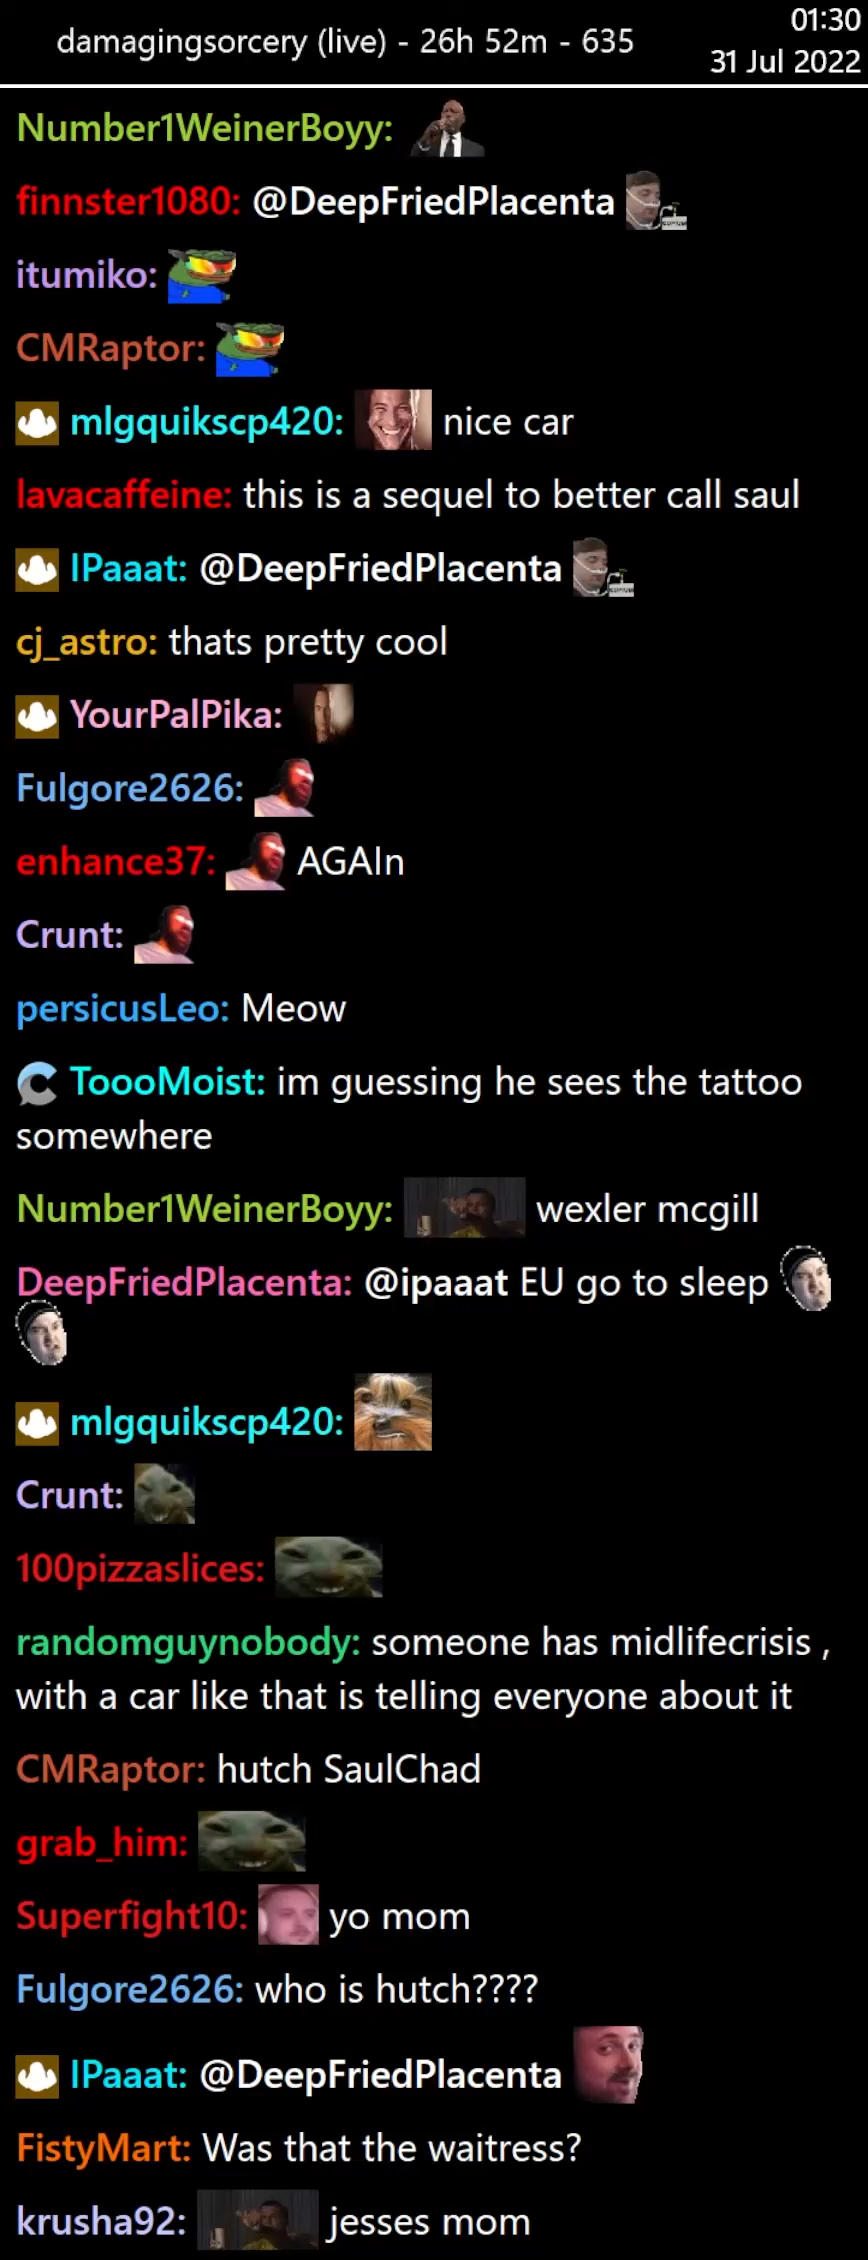 damagingsorcery (live) - 26h 52m - 635
01:30
31 Jul 2022
Number1WeinerBoyy:
finnster1080: @DeepFriedPlacenta
itumiko:
CMRaptor:
mlgquikscp420: nice car
lavacaffeine: this is a sequel to better call saul
IPaaat: @DeepFriedPlacenta
cj_astro: thats pretty cool
YourPalPika:
Fulgore2626:
enhance37: AGAIn
Crunt:
persicusLeo: Meow
ToooMoist: im guessing he sees the tattoo
somewhere
Number1WeinerBoyy: wexler mcgill
DeepFriedPlacenta: @ipaaat EU go to sleep
mlgquikscp420:
Crunt:
100pizzaslices:
randomguynobody: someone has midlifecrisis ,
with a car like that is telling everyone about it
CMRaptor: hutch SaulChad
grab_him:
Superfight10: yo mom
Fulgore2626: who is hutch????
IPaaat: @DeepFriedPlacenta
FistyMart: Was that the waitress?
krusha92: jesses mom